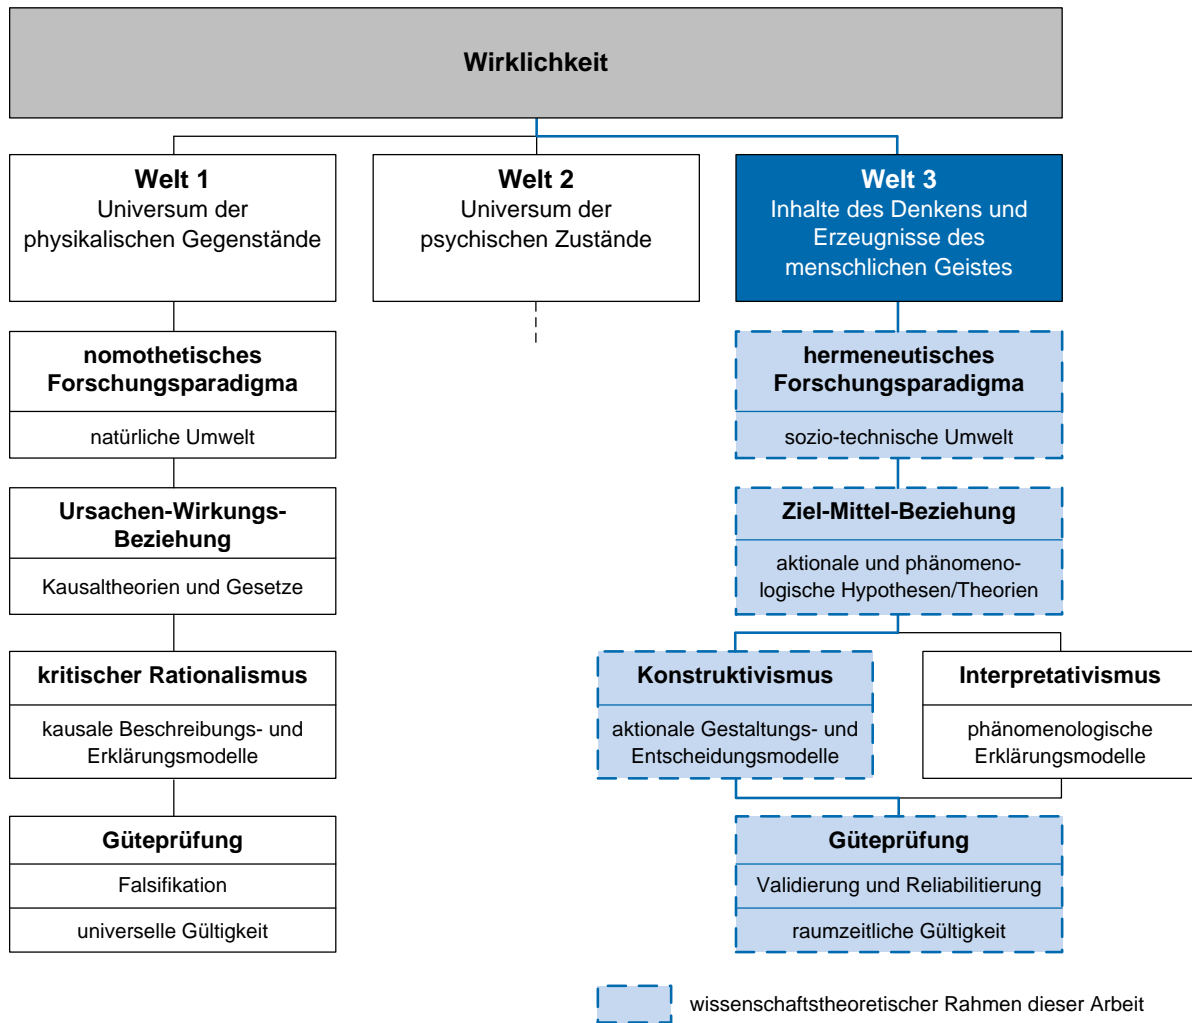 Wirklichkeit
Welt 1
Universum der
physikalischen Gegenstände
Welt 2
Universum der
psychischen Zustände
Welt 3
Inhalte des Denkens und
Erzeugnisse des
menschlichen Geistes
nomothetisches
Forschungsparadigma
natürliche Umwelt
hermeneutisches
Forschungsparadigma
sozio-technische Umwelt
Ursachen-Wirkungs-
Beziehung
Kausaltheorien und Gesetze
Ziel-Mittel-Beziehung
aktionale und phänomeno-
logische Hypothesen/Theorien
kritischer Rationalismus
kausale Beschreibungs- und
Erklärungsmodelle
Konstruktivismus
aktionale Gestaltungs- und
Entscheidungsmodelle
Interpretativismus
phänomenologische
Erklärungsmodelle
Güteprüfung
Falsifikation
universelle Gültigkeit
Güteprüfung
Validierung und Reliabilitierung
raumzeitliche Gültigkeit
wissenschaftstheoretischer Rahmen dieser Arbeit